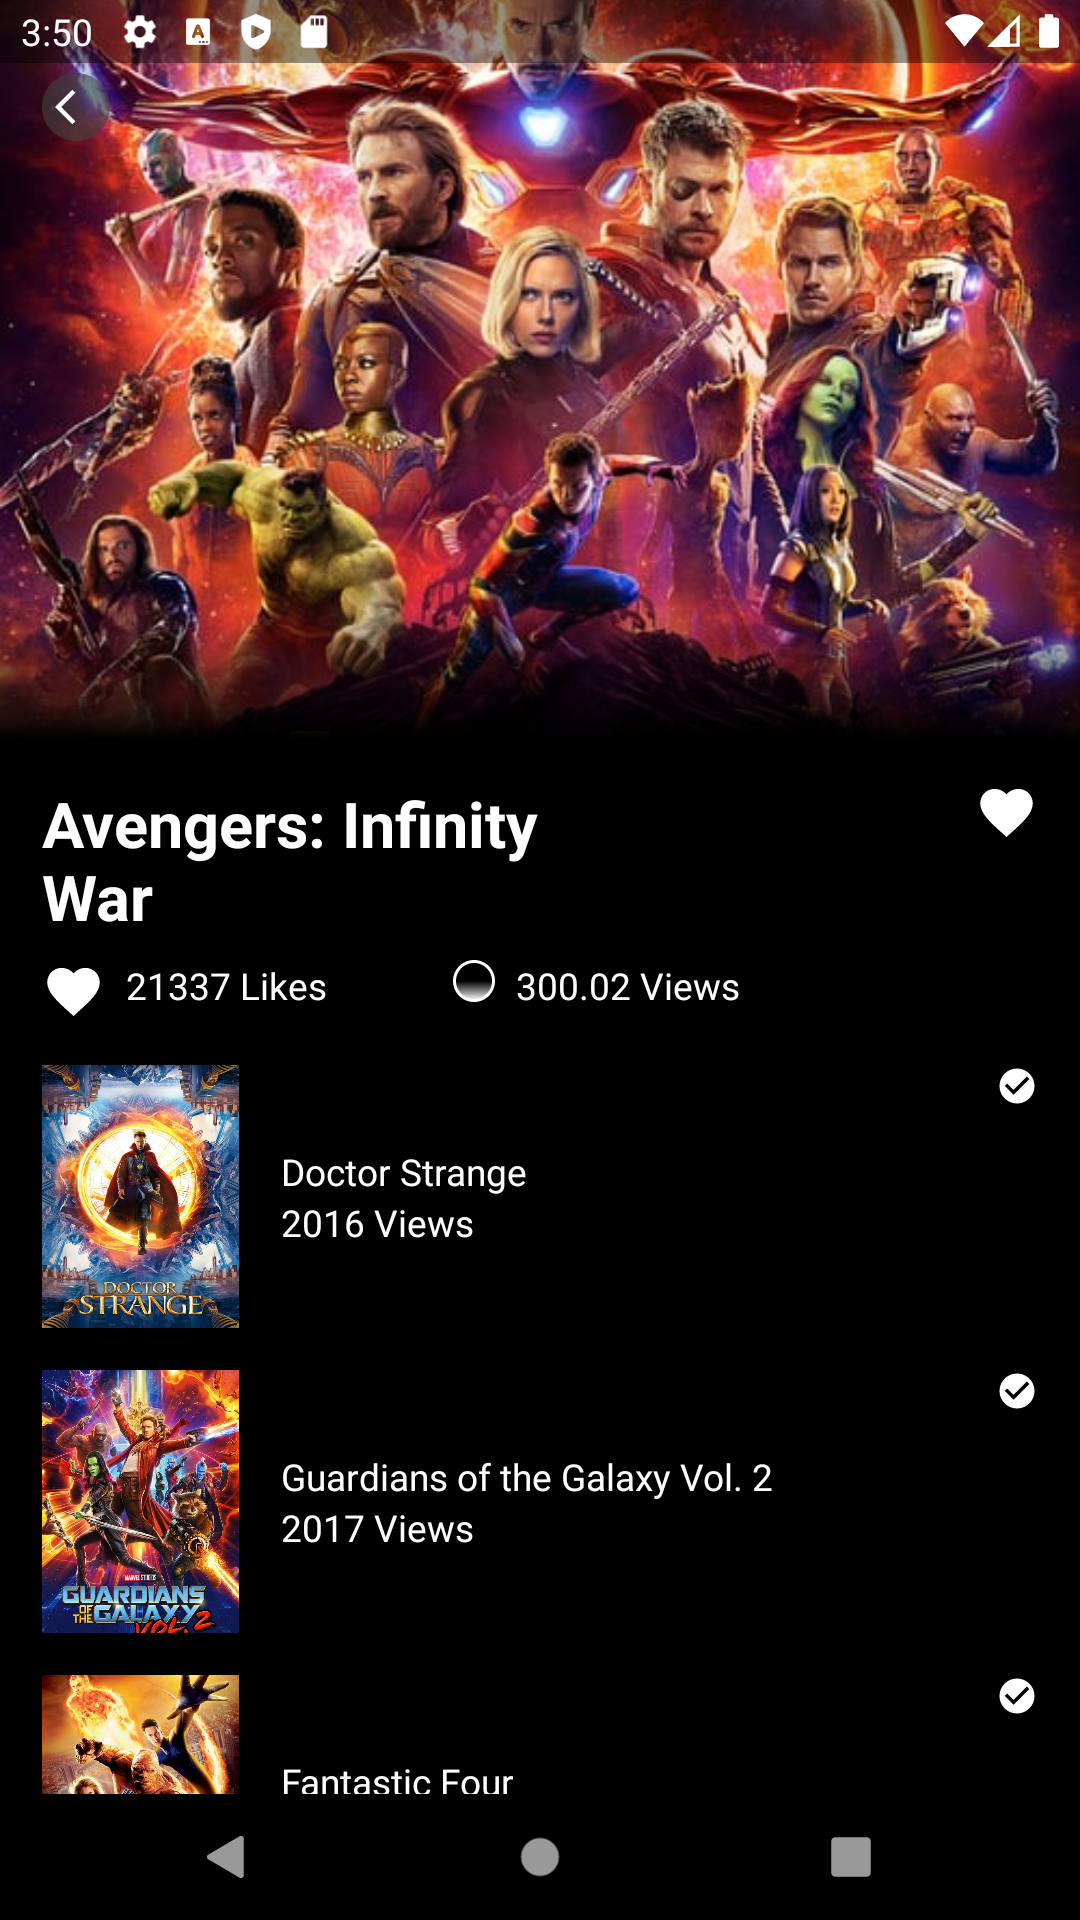 3:50
A
Avengers: Infinity
War
21337 Likes
300.02 Views
DOCTOR
STRANGE
Doctor Strange
2016 Views
MARVEL STUDIOS
GUARDIANS
OF THE GALAXY
VOL. 2
Guardians of the Galaxy Vol. 2
2017 Views
Fantastic Four